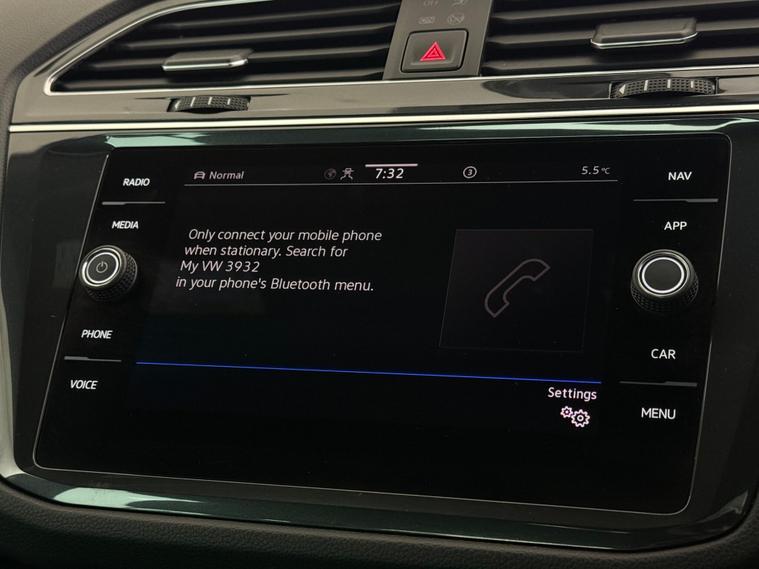 OFF
RADIO
Normal
7:32
3
5.5°C
NAV
MEDIA
APP
Only connect your mobile phone
when stationary. Search for
My VW 3932
in your phone's Bluetooth menu.
PHONE
CAR
VOICE
Settings
MENU